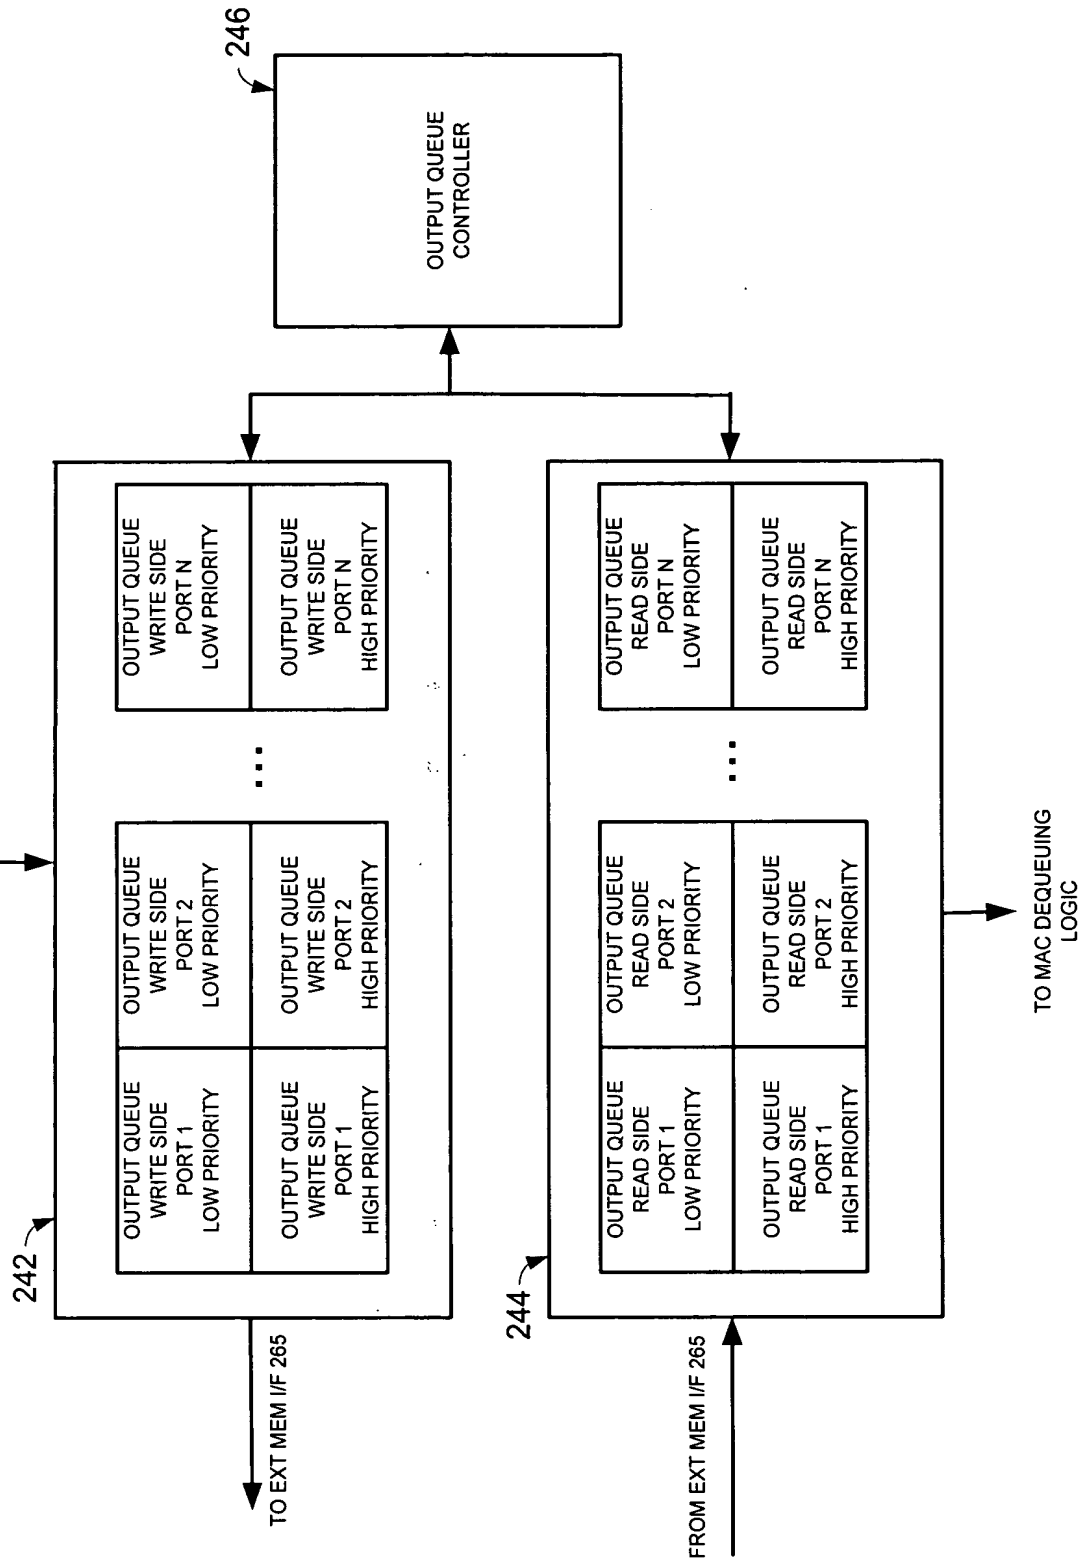 242
OUTPUT QUEUE
WRITE SIDE
PORT 1
LOW PRIORITY
OUTPUT QUEUE
WRITE SIDE
PORT 2
LOW PRIORITY
...
OUTPUT QUEUE
WRITE SIDE
PORT N
LOW PRIORITY
OUTPUT QUEUE
WRITE SIDE
PORT 1
HIGH PRIORITY
OUTPUT QUEUE
WRITE SIDE
PORT 2
HIGH PRIORITY
OUTPUT QUEUE
WRITE SIDE
PORT N
HIGH PRIORITY
TO EXT MEM I/F 265
246
OUTPUT QUEUE
CONTROLLER
244
OUTPUT QUEUE
READ SIDE
PORT 1
LOW PRIORITY
OUTPUT QUEUE
READ SIDE
PORT 2
LOW PRIORITY
...
OUTPUT QUEUE
READ SIDE
PORT N
LOW PRIORITY
OUTPUT QUEUE
READ SIDE
PORT 1
HIGH PRIORITY
OUTPUT QUEUE
READ SIDE
PORT 2
HIGH PRIORITY
OUTPUT QUEUE
READ SIDE
PORT N
HIGH PRIORITY
FROM EXT MEM I/F 265
TO MAC DEQUEUING
LOGIC